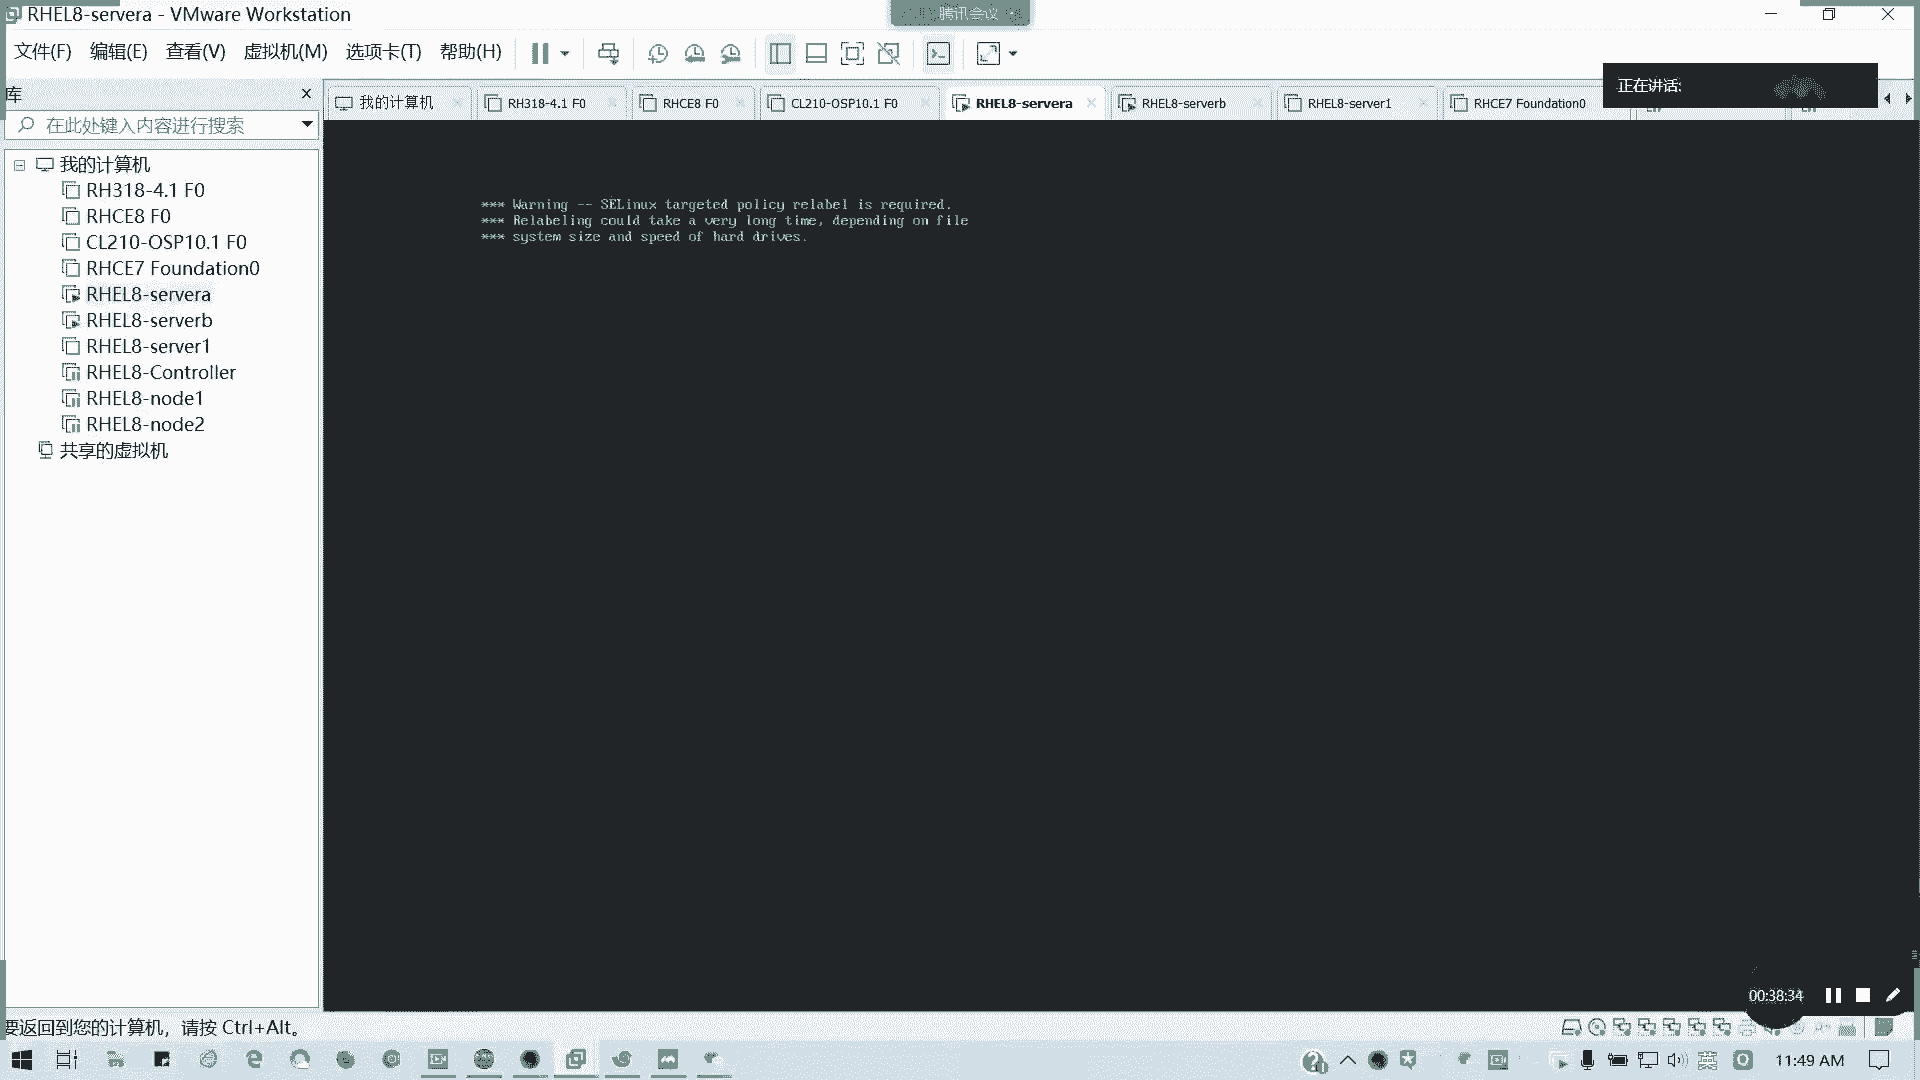 RHEL8-servera - VMware Workstation
腾讯会议
文件(F) 编辑(E) 查看(V) 虚拟机(M) 选项卡(T) 帮助(H)
正在讲话:
库
我的计算机 RH318-4.1 F0 RHCE8 F0 CL210-OSP10.1 F0 RHEL8-servera RHEL8-serverb RHEL8-server1 RHCE7 Foundation0
在此处键入内容进行搜索
我的计算机
RH318-4.1 F0
RHCE8 F0
CL210-OSP10.1 F0
RHCE7 Foundation0
RHEL8-servera
RHEL8-serverb
RHEL8-server1
RHEL8-Controller
RHEL8-node1
RHEL8-node2
共享的虚拟机
*** Warning -- SELinux targeted policy relabel is required.
*** Relabeling could take a very long time, depending on file
*** system size and speed of hard drives.
00:38:34
要返回到您的计算机，请按 Ctrl+Alt。
英
11:49 AM